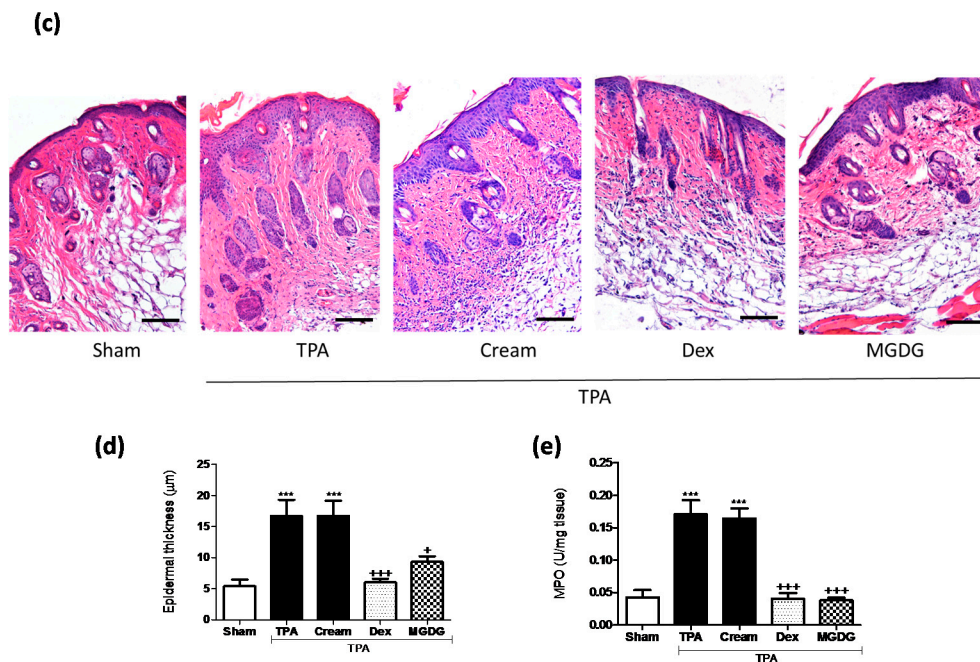 (c)
Sham TPA Cream Dex MGDG
TPA
(d)
Epidermal thickness (µm)
25
20
15
10
5
0
*** *** +++ +
Sham TPA Cream Dex MGDG
TPA
(e)
MPO (U/mg tissue)
0.25
0.20
0.15
0.10
0.05
0.00
*** *** +++ +++
Sham TPA Cream Dex MGDG
TPA